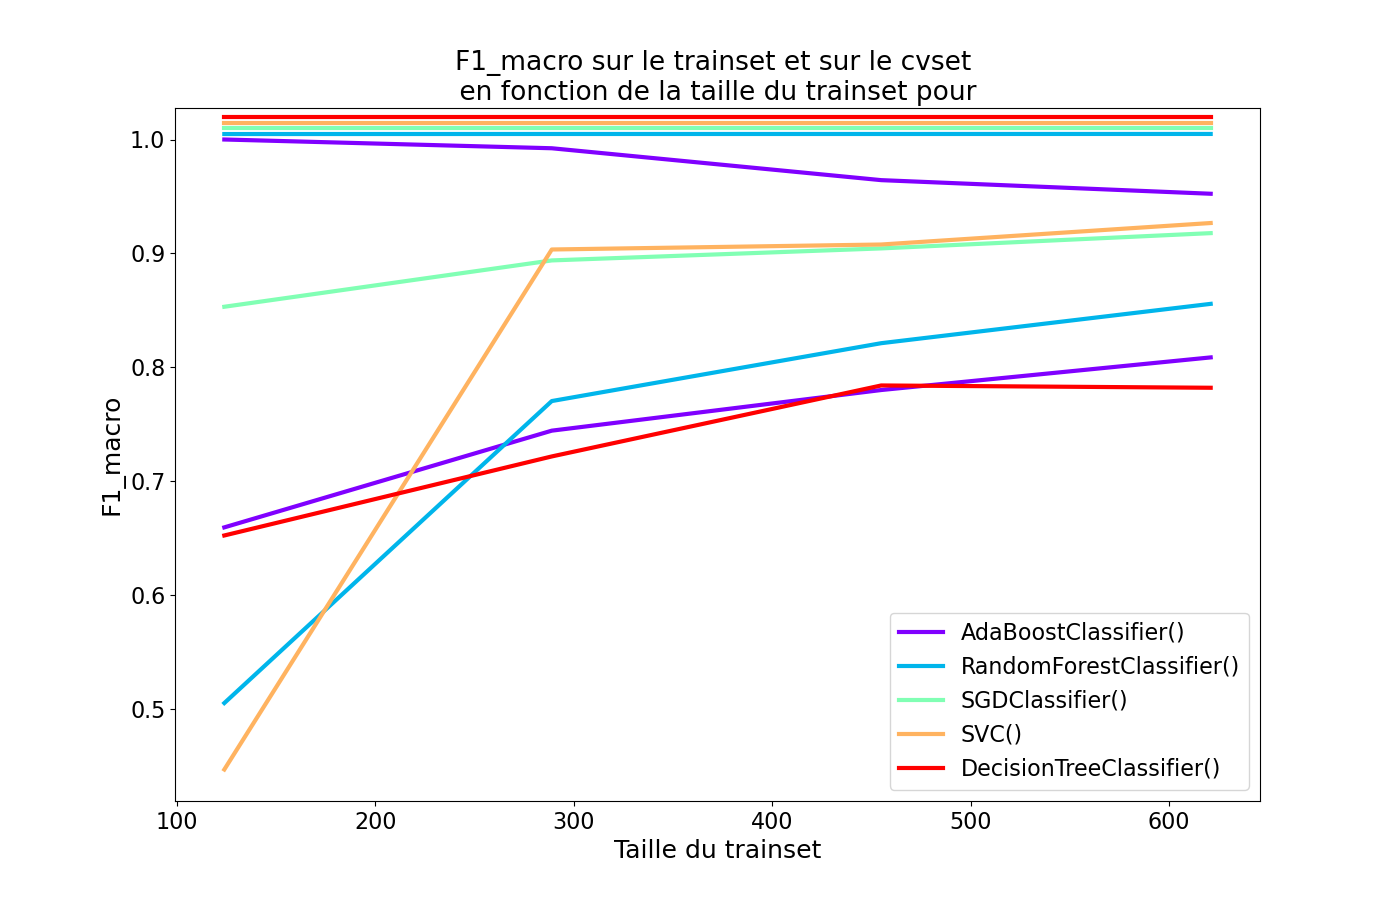 F1_macro sur le trainset et sur le cvset
en fonction de la taille du trainset pour
1.0
0.9
0.8
0.7
0.6
0.5
F1_macro
100 200 300 400 500 600
Taille du trainset
AdaBoostClassifier()
RandomForestClassifier()
SGDClassifier()
SVC()
DecisionTreeClassifier()